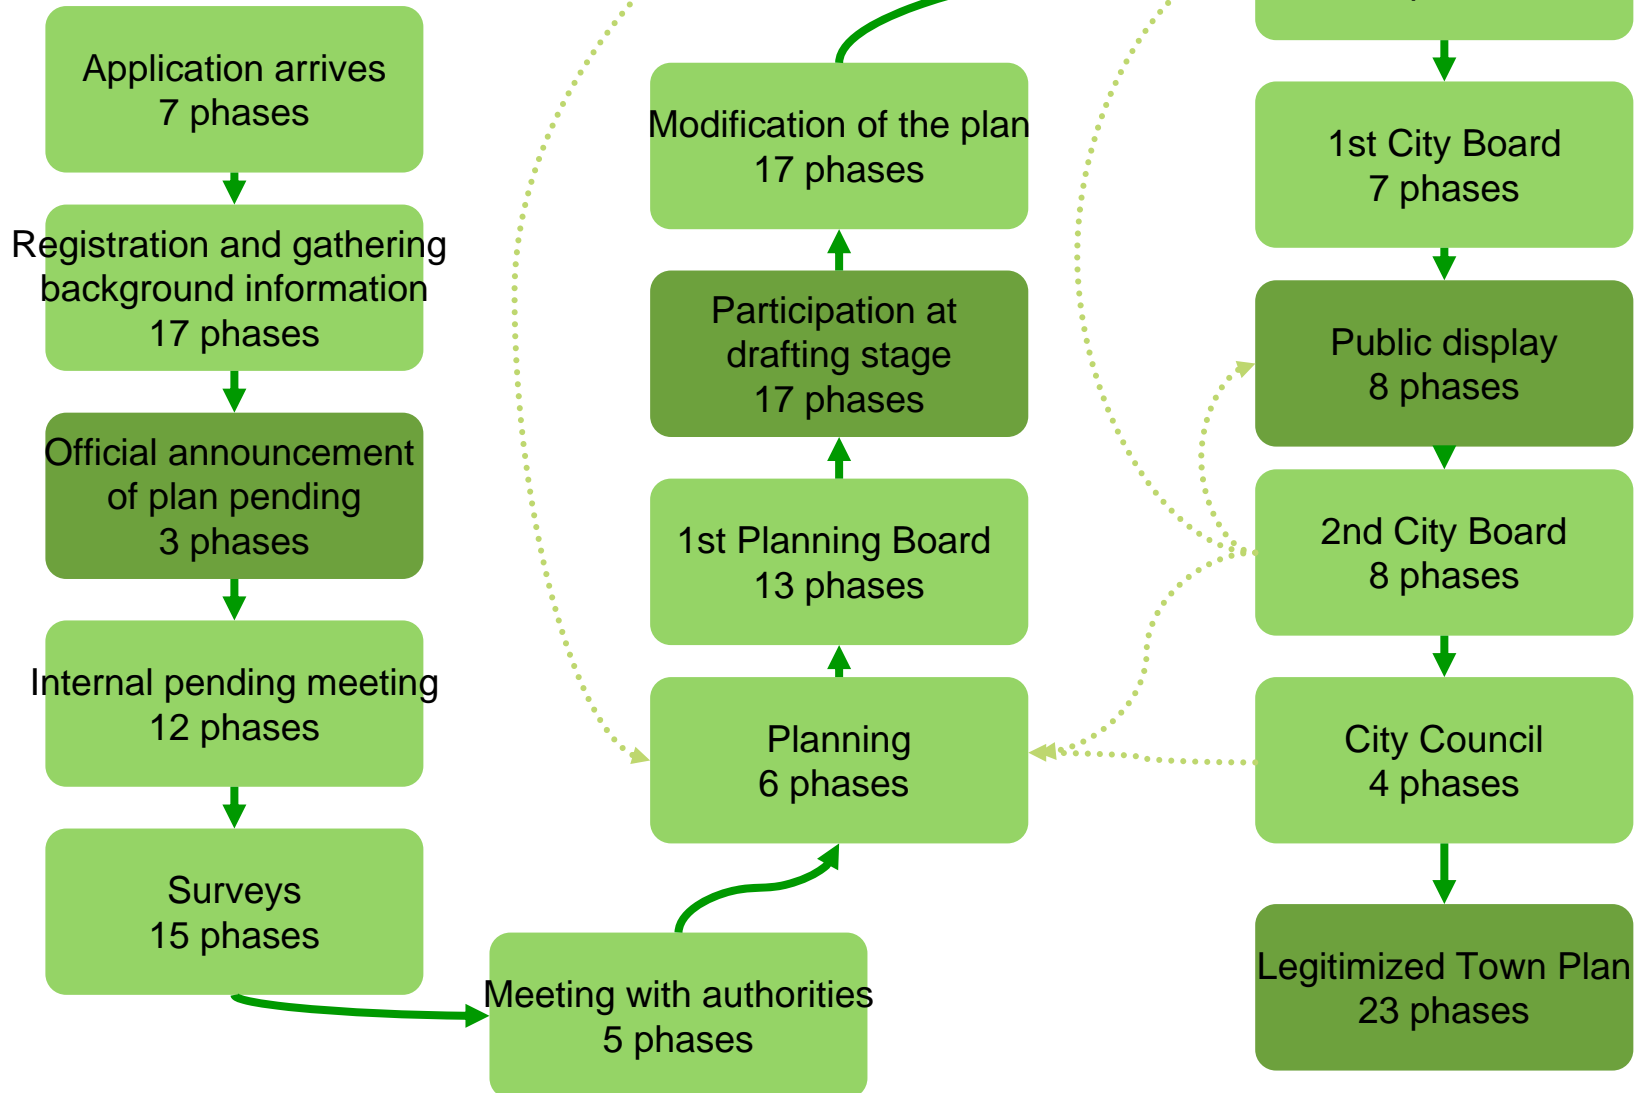 Application arrives
7 phases
Registration and gathering
background information
17 phases
Official announcement
of plan pending
3 phases
Internal pending meeting
12 phases
Surveys
15 phases
Meeting with authorities
5 phases
Planning
6 phases
1st Planning Board
13 phases
Participation at
drafting stage
17 phases
Modification of the plan
17 phases
1st City Board
7 phases
Public display
8 phases
2nd City Board
8 phases
City Council
4 phases
Legitimized Town Plan
23 phases